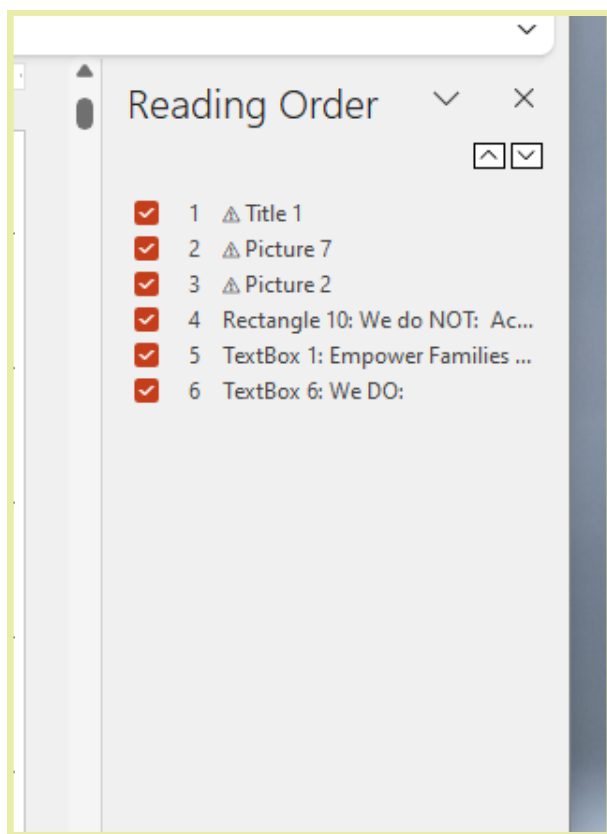 Reading Order
1 ⚠ Title 1
2 ⚠ Picture 7
3 ⚠ Picture 2
4 Rectangle 10: We do NOT:  Ac...
5 TextBox 1: Empower Families ...
6 TextBox 6: We DO: